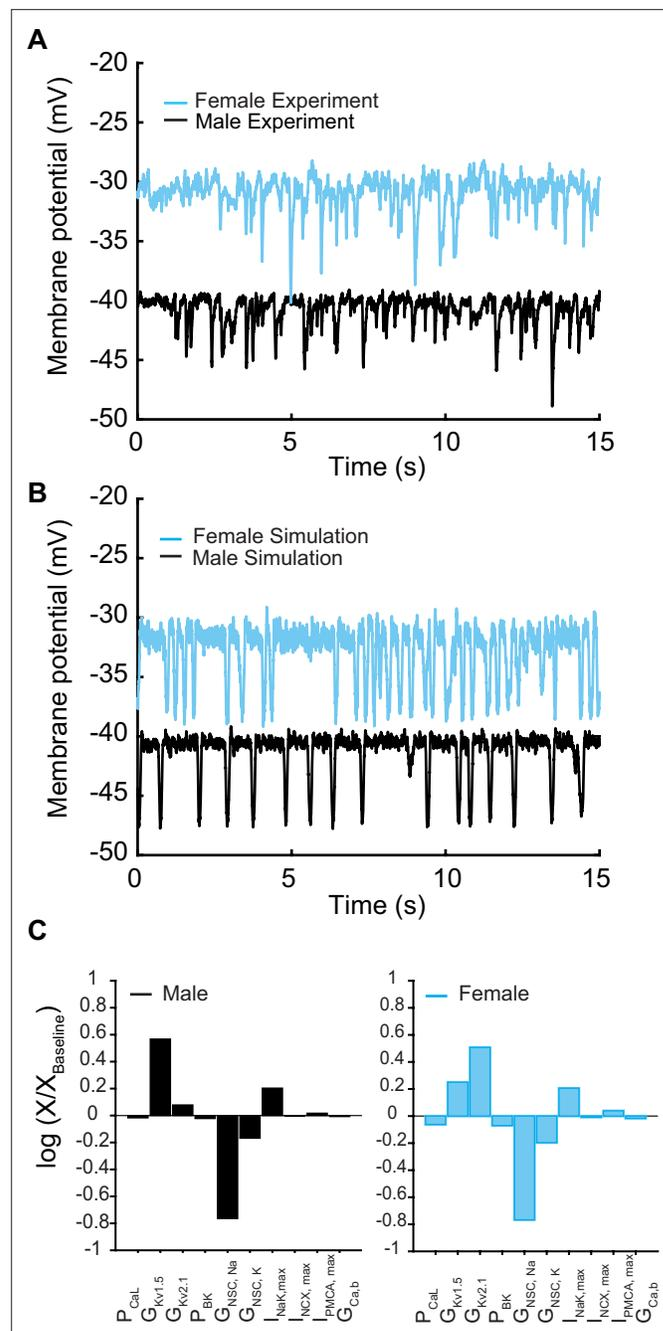 A
Membrane potential (mV)
-20
-25
-30
-35
-40
-45
-50
Female Experiment
Male Experiment
0 5 10 15
Time (s)
B
Membrane potential (mV)
-20
-25
-30
-35
-40
-45
-50
Female Simulation
Male Simulation
0 5 10 15
Time (s)
C
log (X/X_Baseline)
1
0.8
0.6
0.4
0.2
0
-0.2
-0.4
-0.6
-0.8
-1
Male
P_CaL
G_Kv1.5
G_Kv2.1
P_BK
G_NSC, Na
G_NSC, K
I_NaK,max
I_NCX, max
I_PMCA, max
G_Ca,b
1
0.8
0.6
0.4
0.2
0
-0.2
-0.4
-0.6
-0.8
-1
Female
P_CaL
G_Kv1.5
G_Kv2.1
P_BK
G_NSC, Na
G_NSC, K
I_NaK,max
I_NCX, max
I_PMCA, max
G_Ca,b